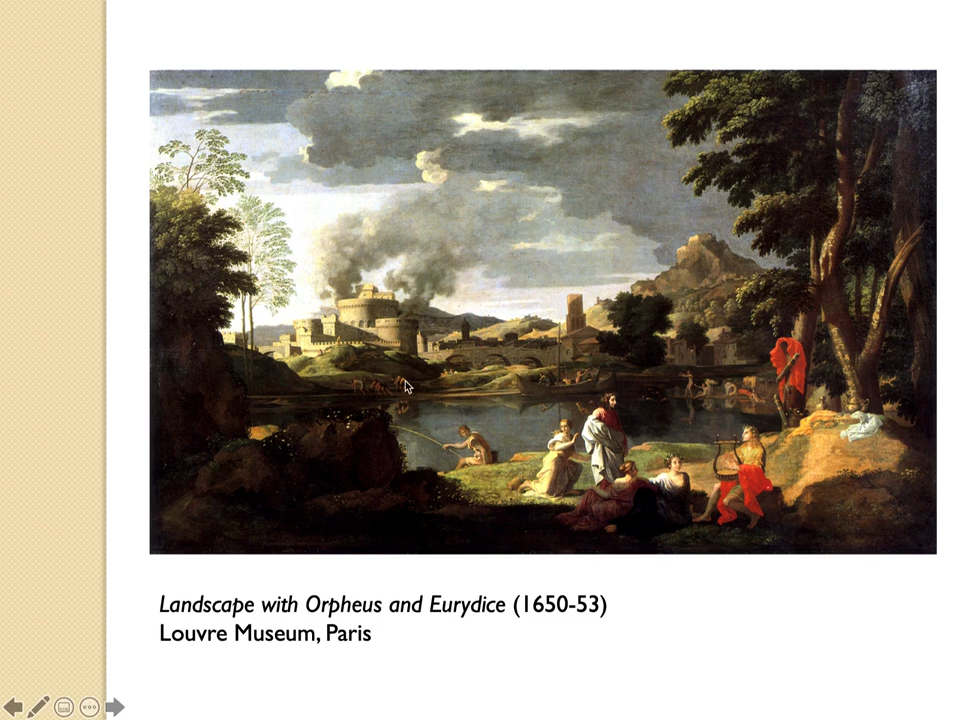 Landscape with Orpheus and Eurydice (1650-53)
Louvre Museum, Paris